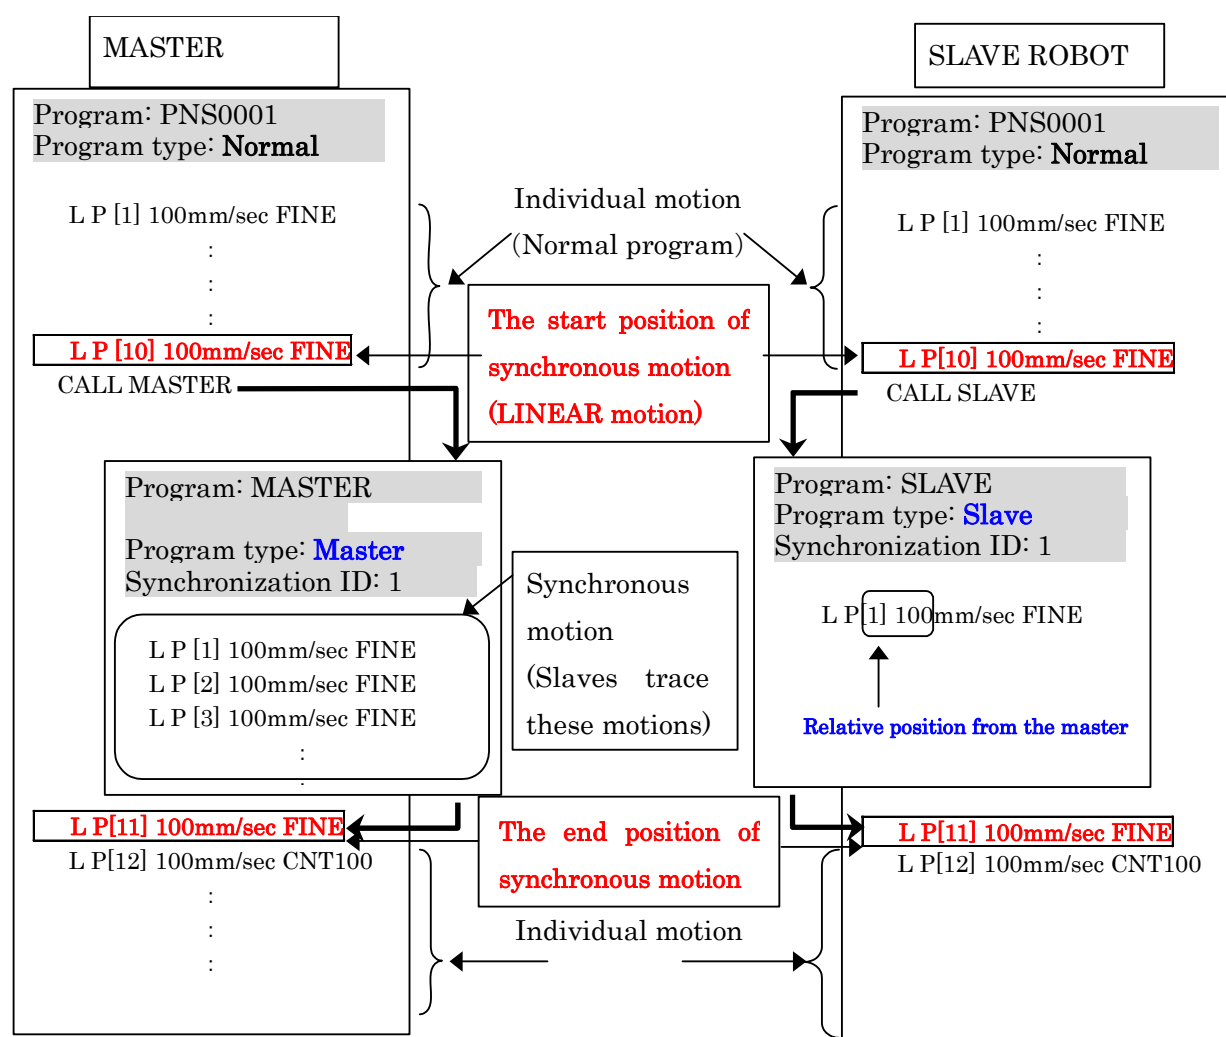 MASTER
Program: PNS0001
Program type: Normal
L P [1] 100mm/sec FINE
:
:
:
L P [10] 100mm/sec FINE
CALL MASTER
Program: MASTER
Program type: Master
Synchronization ID: 1
L P [1] 100mm/sec FINE
L P [2] 100mm/sec FINE
L P [3] 100mm/sec FINE
:
:
L P[11] 100mm/sec FINE
L P[12] 100mm/sec CNT100
:
:
:
Individual motion
(Normal program)
The start position of
synchronous motion
(LINEAR motion)
Synchronous
motion
(Slaves trace
these motions)
The end position of
synchronous motion
Individual motion
SLAVE ROBOT
Program: PNS0001
Program type: Normal
L P [1] 100mm/sec FINE
:
:
:
L P[10] 100mm/sec FINE
CALL SLAVE
Program: SLAVE
Program type: Slave
Synchronization ID: 1
L P[1] 100mm/sec FINE
Relative position from the master
L P[11] 100mm/sec FINE
L P[12] 100mm/sec CNT100